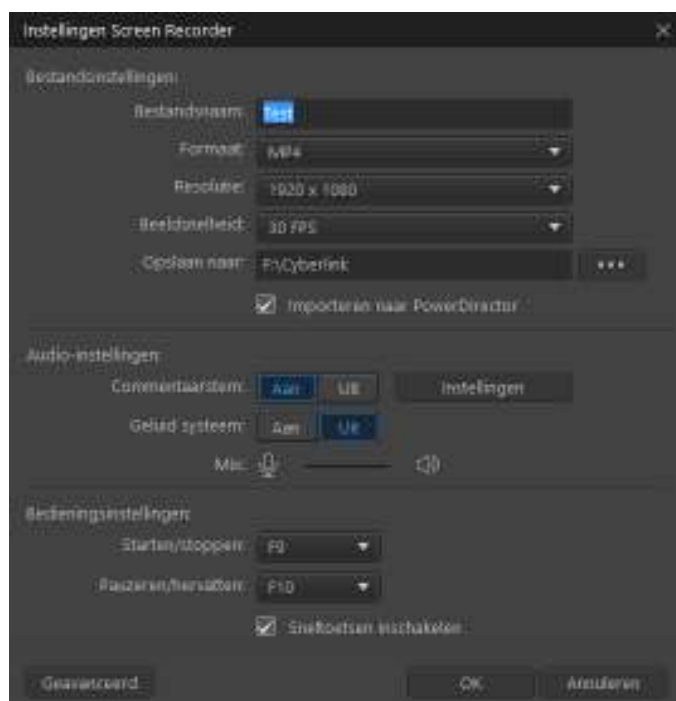 Instellingen Screen Recorder
Bestandsinstellingen:
Bestandsnaam: Test
Formaat: MP4
Resolutie: 1920 x 1080
Beeldsnelheid: 30 FPS
Opslaan naar: F:\Cyberlink
Importeren naar PowerDirector
Audio-instellingen
Commentaarstem: Aan Uit Instellingen
Geluid systeem: Aan Uit
Mix:
Bedieningsinstellingen:
Starten/stoppen: F9
Pauzeren/hervatten: F10
Sneltoetsen inschakelen
Geavanceerd OK Annuleren